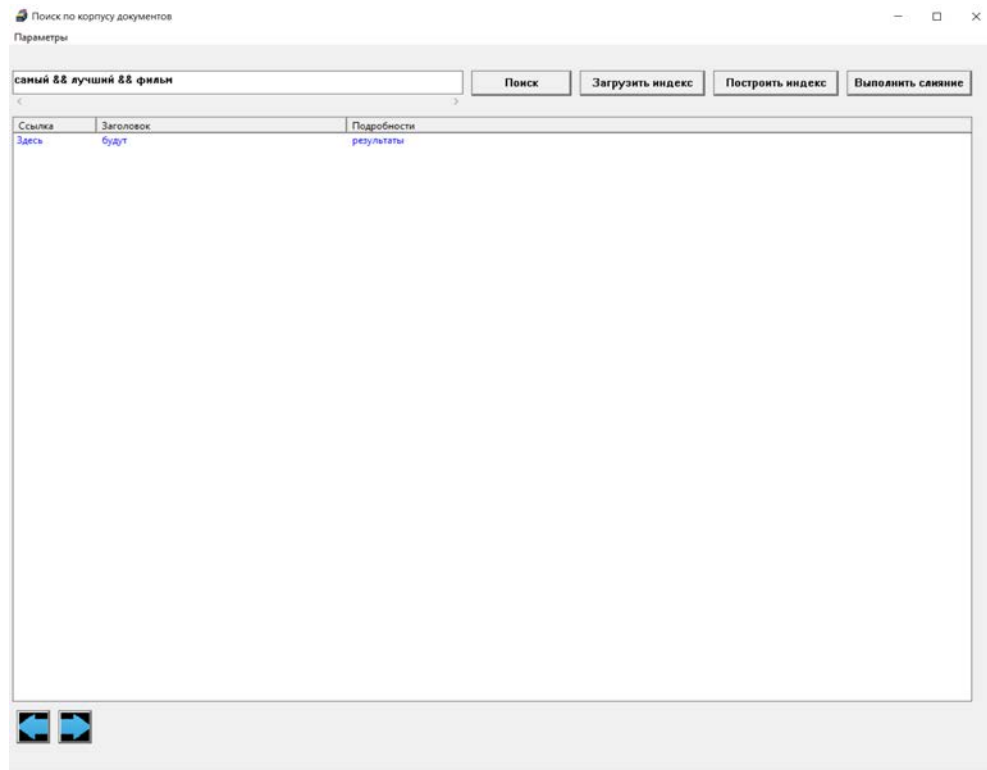 Поиск по корпусу документов
Параметры
самый && лучший && фильм
Поиск
Загрузить индекс
Построить индекс
Выполнить слияние
Ссылка Заголовок Подробности
Здесь будут результаты